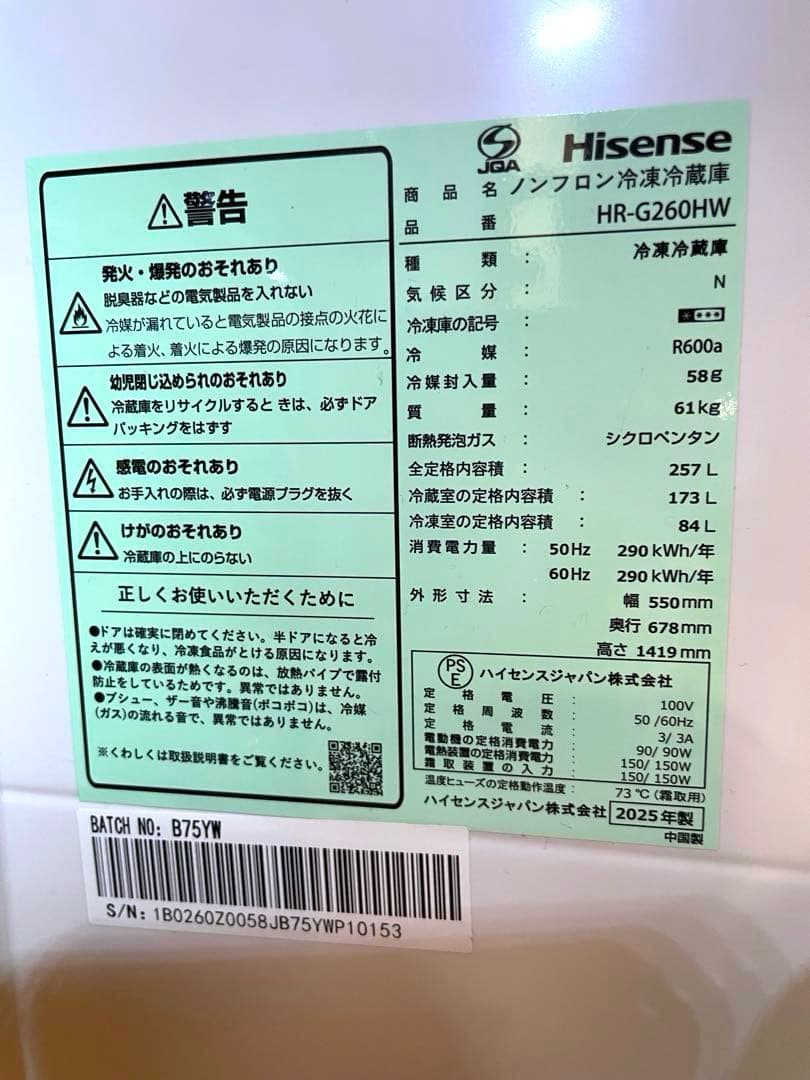 警告
発火・爆発のおそれあり
脱臭器などの電気製品を入れない
冷媒が漏れていると電気製品の接点の火花に
よる着火、着火による爆発の原因になります。
幼児閉じ込められのおそれあり
冷蔵庫をリサイクルすると きは、必ずドア
パッキングをはずす
感電のおそれあり
お手入れの際は、必ず電源プラグを抜く
けがのおそれあり
冷蔵庫の上にのらない
正しくお使いいただくために
●ドアは確実に閉めてください。半ドアになると冷
えが悪くなり、冷凍食品がとける原因になります。
●冷蔵庫の表面が熱くなるのは、放熱パイプで露付
防止をしているためです。異常ではありません。
●ブシュー、ザー音や沸騰音(ボコボコ)は、冷媒
(ガス)の流れる音で、異常ではありません。
※くわしくは取扱説明書をご覧ください。
JQA Hisense
商品名 ノンフロン冷凍冷蔵庫
品番 HR-G260HW
種類 : 冷凍冷蔵庫
気候区分 : N
冷凍庫の記号 :
冷媒 : R600a
冷媒封入量 : 58g
質量 : 61kg
断熱発泡ガス : シクロペンタン
全定格内容積 : 257 L
冷蔵室の定格内容積 : 173 L
冷凍室の定格内容積 : 84 L
消費電力量 : 50Hz 290 kWh/年
60Hz 290 kWh/年
外形寸法 : 幅 550mm
奥行 678mm
高さ 1419mm
PS E ハイセンスジャパン株式会社
定格電圧 : 100V
定格周波数 : 50 /60Hz
定格電流 : 3/ 3A
電動機の定格消費電力 : 90/ 90W
電熱装置の定格消費電力 : 150/ 150W
霜取装置の入力 : 150/ 150W
温度ヒューズの定格動作温度 : 73℃(霜取用)
ハイセンスジャパン株式会社 2025年製
中国製
BATCH NO: B75YW
S/N: 1B0260Z0058JB75YWP10153